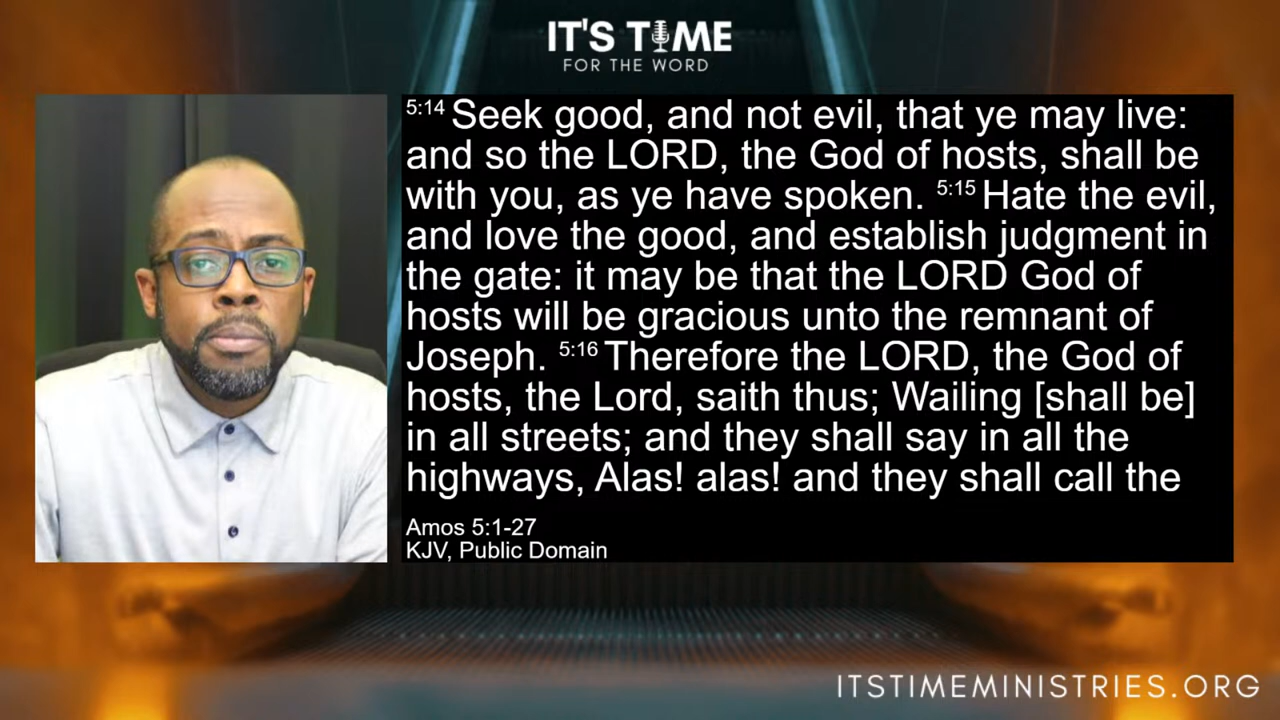 IT'S TIME
FOR THE WORD
5:14 Seek good, and not evil, that ye may live:
and so the LORD, the God of hosts, shall be
with you, as ye have spoken. 5:15 Hate the evil,
and love the good, and establish judgment in
the gate: it may be that the LORD God of
hosts will be gracious unto the remnant of
Joseph. 5:16 Therefore the LORD, the God of
hosts, the Lord, saith thus; Wailing [shall be]
in all streets; and they shall say in all the
highways, Alas! alas! and they shall call the
Amos 5:1-27
KJV, Public Domain
ITSTIMEMINISTRIES.ORG